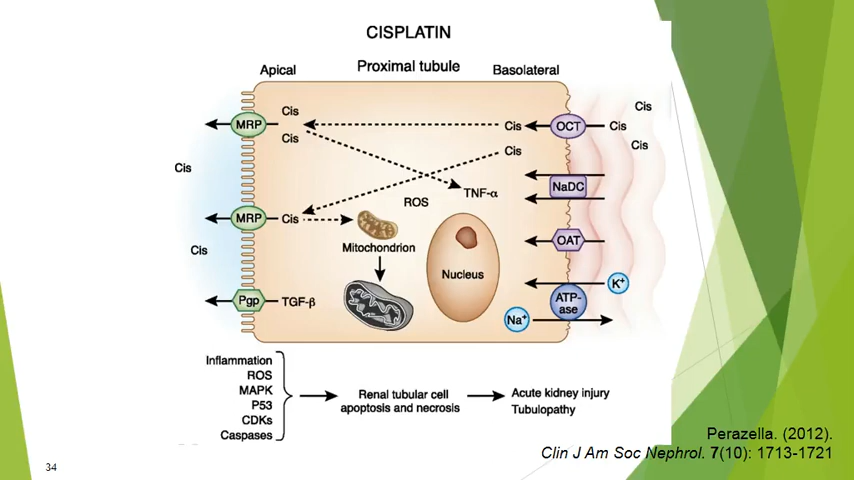 CISPLATIN
Apical
Proximal tubule
Basolateral
MRP
Cis
Cis
Cis
OCT
Cis
Cis
Cis
Cis
Cis
NaDC
TNF-α
ROS
MRP
Cis
Mitochondrion
OAT
Cis
Nucleus
K+
Pgp
TGF-β
ATP-
ase
Na+
Inflammation
ROS
MAPK
P53
CDKs
Caspases
Renal tubular cell
apoptosis and necrosis
Acute kidney injury
Tubulopathy
Perazella. (2012).
Clin J Am Soc Nephrol. 7(10): 1713-1721
34